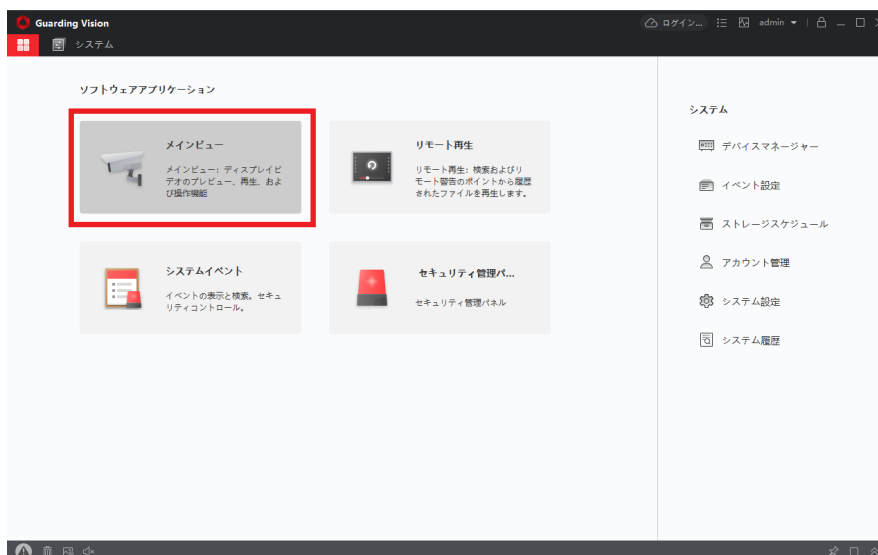 Guarding Vision
ログイン...
admin
システム
ソフトウェアアプリケーション
メインビュー
メインビュー：ディスプレイビ
デオのプレビュー、再生、およ
び操作機能
リモート再生
リモート再生：検索およびリ
モート警告のポイントから履歴
されたファイルを再生します。
システムイベント
イベントの表示と検索。セキュ
リティコントロール。
セキュリティ管理パ...
セキュリティ管理パネル
システム
デバイスマネージャー
イベント設定
ストレージスケジュール
アカウント管理
システム設定
システム履歴